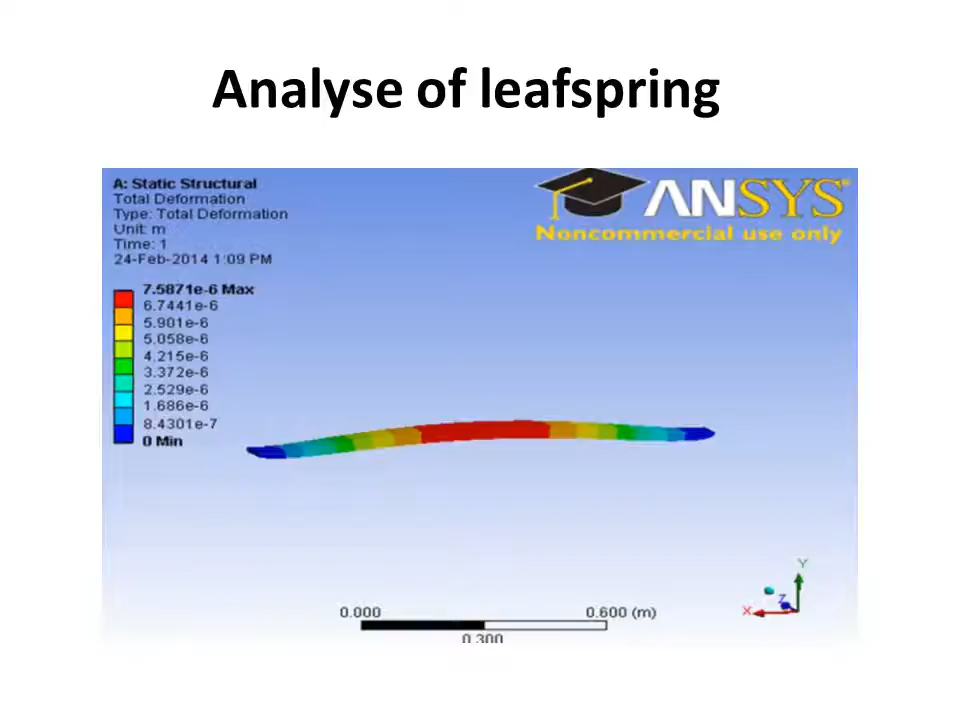 Analyse of leafspring
A: Static Structural
Total Deformation
Type: Total Deformation
Unit: m
Time: 1
24-Feb-2014 1:09 PM
ANSYS
Noncommercial use only
7.5871e-6 Max
6.7441e-6
5.901e-6
5.058e-6
4.215e-6
3.372e-6
2.529e-6
1.686e-6
8.4301e-7
0 Min
0.000
0.600 (m)
0.300
Y
Z
X